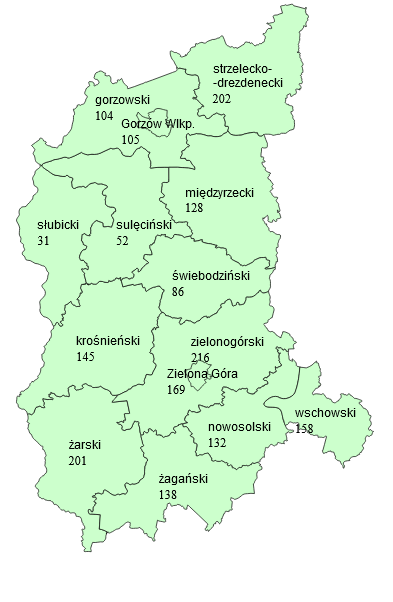 strzelecko-
-drezdenecki
202
gorzowski
104
Gorzów Wlkp.
105
międzyrzecki
128
słubicki
31
sulęciński
52
świebodziński
86
krośnieński
145
zielonogórski
216
Zielona Góra
169
wschowski
158
nowosolski
132
żarski
201
żagański
138